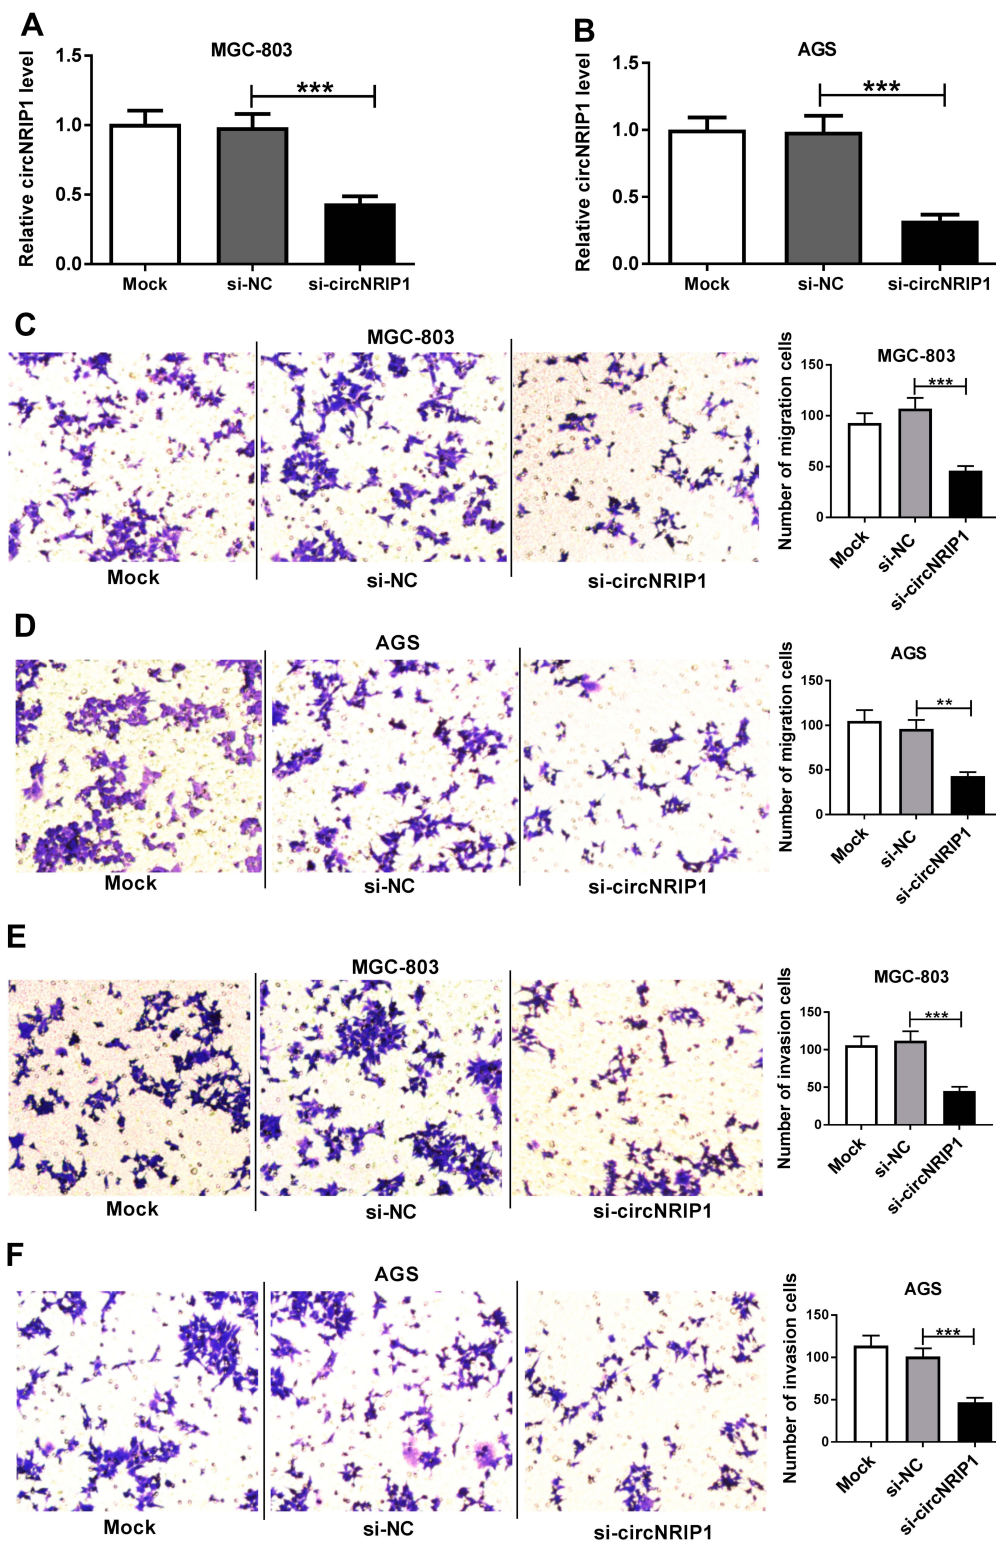 A
MGC-803
Relative circNRIP1 level
1.5
1.0
0.5
0.0
***
Mock
si-NC
si-circNRIP1
B
AGS
Relative circNRIP1 level
1.5
1.0
0.5
0.0
***
Mock
si-NC
si-circNRIP1
C
MGC-803
Mock
si-NC
si-circNRIP1
MGC-803
Number of migration cells
150
100
50
0
***
Mock
si-NC
si-circNRIP1
D
AGS
Mock
si-NC
si-circNRIP1
AGS
Number of migration cells
150
100
50
0
**
Mock
si-NC
si-circNRIP1
E
MGC-803
Mock
si-NC
si-circNRIP1
MGC-803
Number of invasion cells
150
100
50
0
***
Mock
si-NC
si-circNRIP1
F
AGS
Mock
si-NC
si-circNRIP1
AGS
Number of invasion cells
150
100
50
0
***
Mock
si-NC
si-circNRIP1